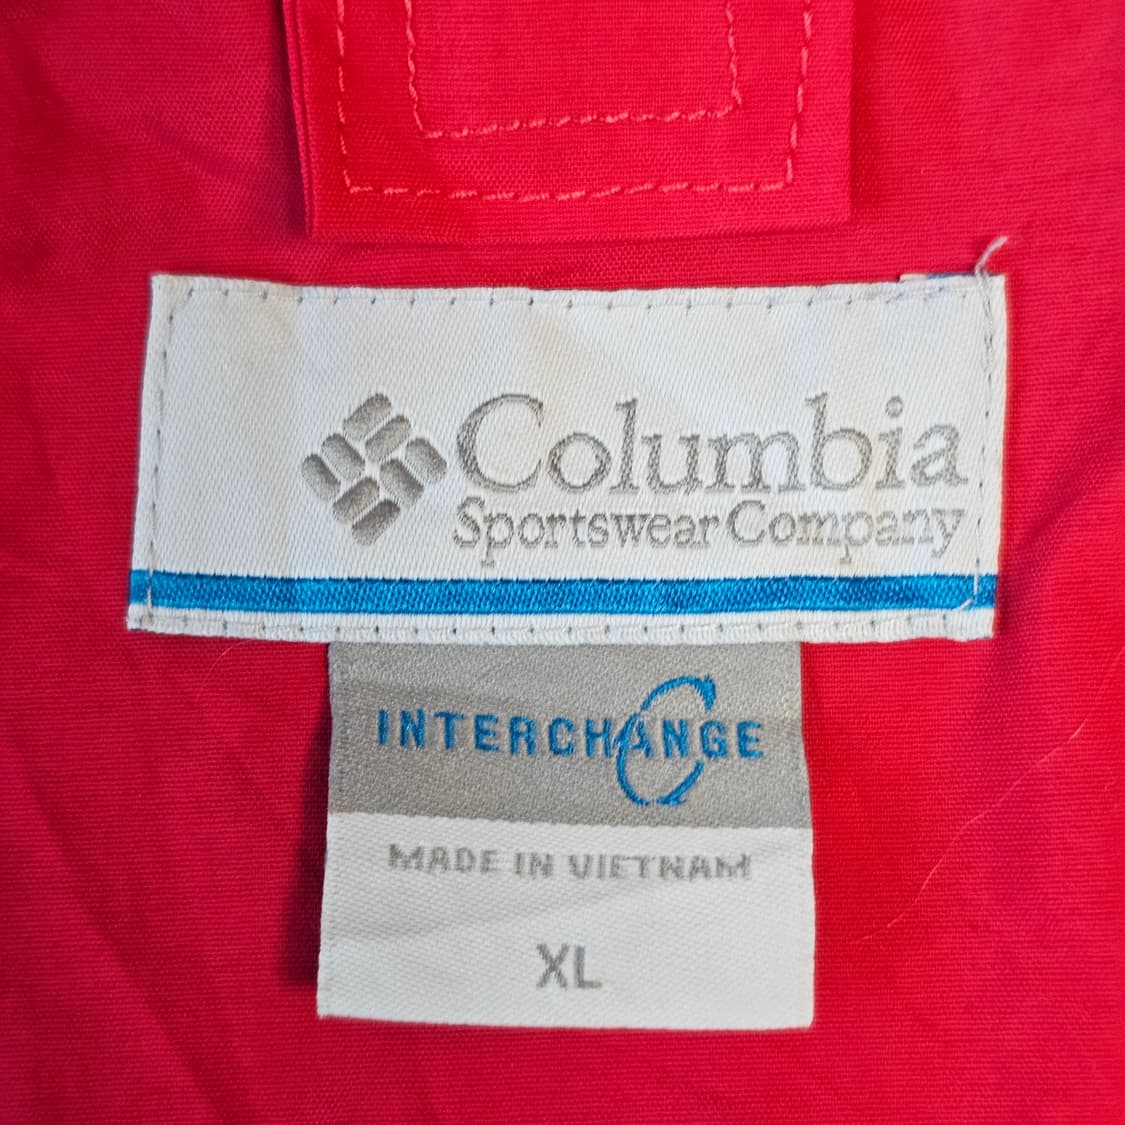 Columbia
Sportswear Company
INTERCHANGE
MADE IN VIETNAM
XL